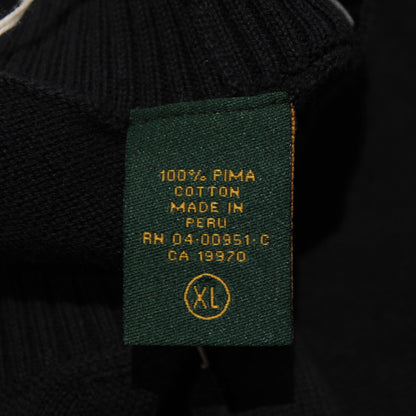 100% PIMA
COTTON
MADE IN
PERU
RN 04-00951-C
CA 19970
XL